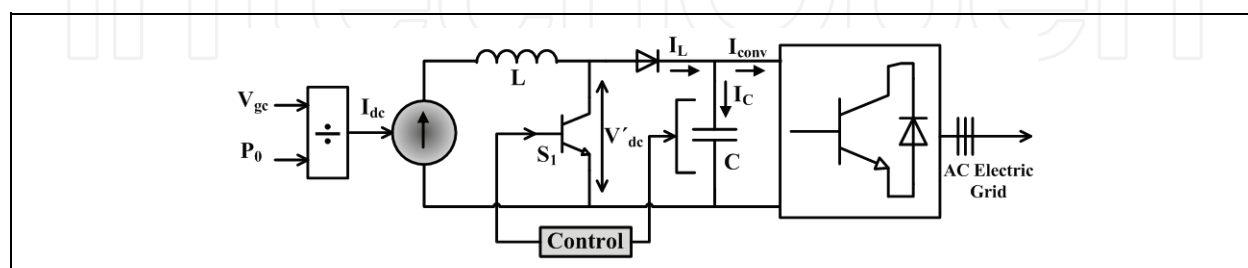 I_L I_conv
L
V_gc
I_dc
÷
I_C
P_0
S_1
V´_dc
C
AC Electric
Grid
Control